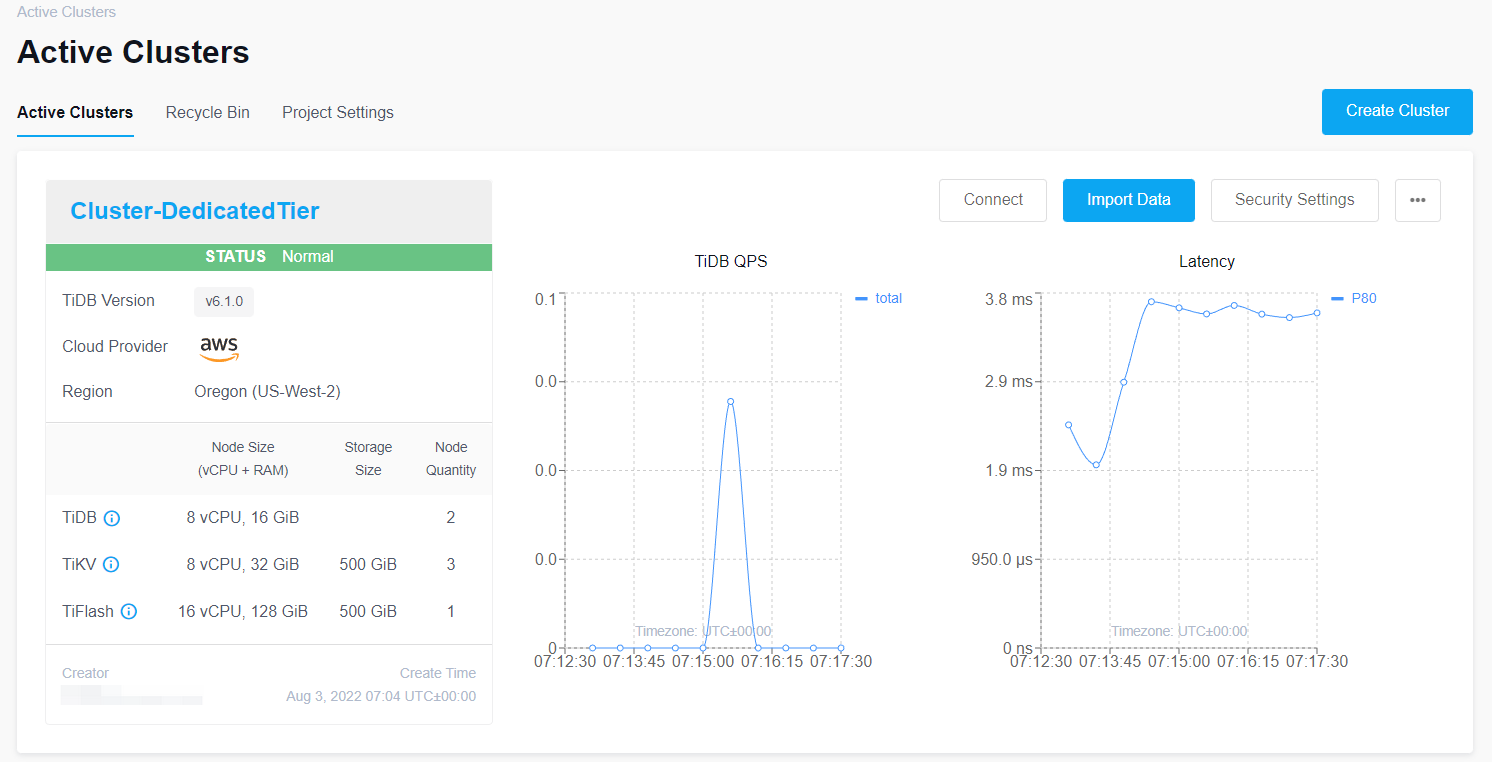 Active Clusters
Active Clusters
Active Clusters Recycle Bin Project Settings
Create Cluster
Cluster-DedicatedTier
STATUS Normal
TiDB Version v6.1.0
Cloud Provider aws
Region Oregon (US-West-2)
Node Size Storage Node
(vCPU + RAM) Size Quantity
TiDB 8 vCPU, 16 GiB 2
TiKV 8 vCPU, 32 GiB 500 GiB 3
TiFlash 16 vCPU, 128 GiB 500 GiB 1
Creator Create Time
Aug 3, 2022 07:04 UTC±00:00
Connect Import Data Security Settings •••
TiDB QPS
total
0.1
0.0
0.0
0.0
0
Timezone: UTC±00:00
07:12:30 07:13:45 07:15:00 07:16:15 07:17:30
Latency
P80
3.8 ms
2.9 ms
1.9 ms
950.0 µs
0 ns
Timezone: UTC±00:00
07:12:30 07:13:45 07:15:00 07:16:15 07:17:30